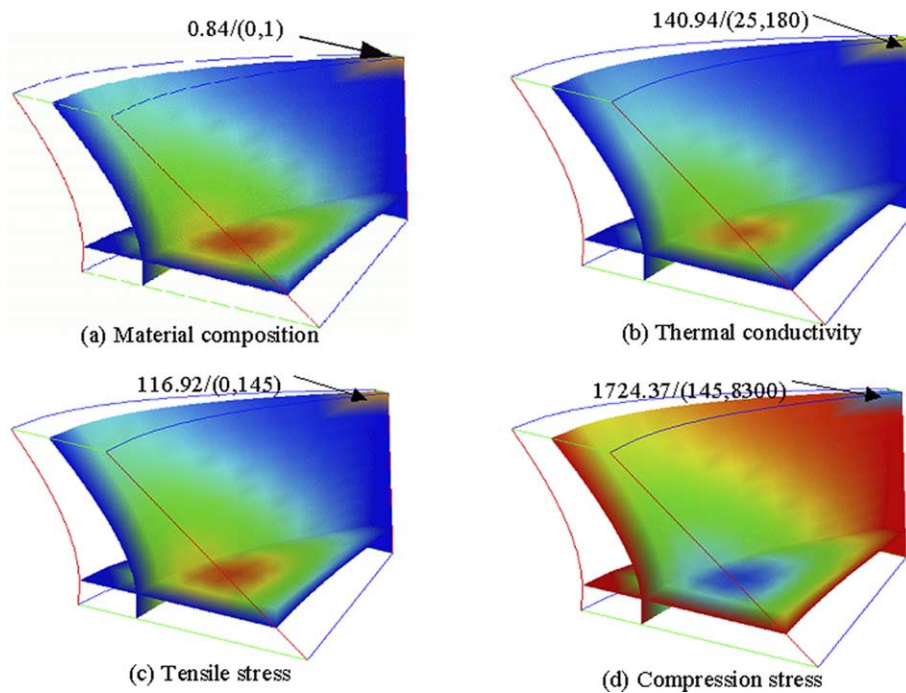 0.84/(0,1)
140.94/(25,180)
(a) Material composition
(b) Thermal conductivity
116.92/(0,145)
1724.37/(145,8300)
(c) Tensile stress
(d) Compression stress